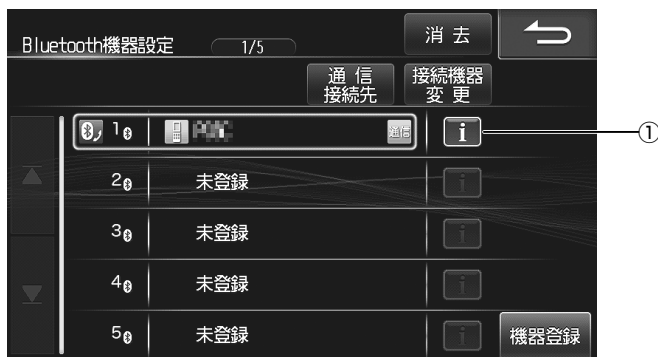 Bluetooth機器設定
1/5
消去
通信
接続先
接続機器
変更
1
通信
i
①
2
未登録
i
3
未登録
i
4
未登録
i
5
未登録
i
機器登録